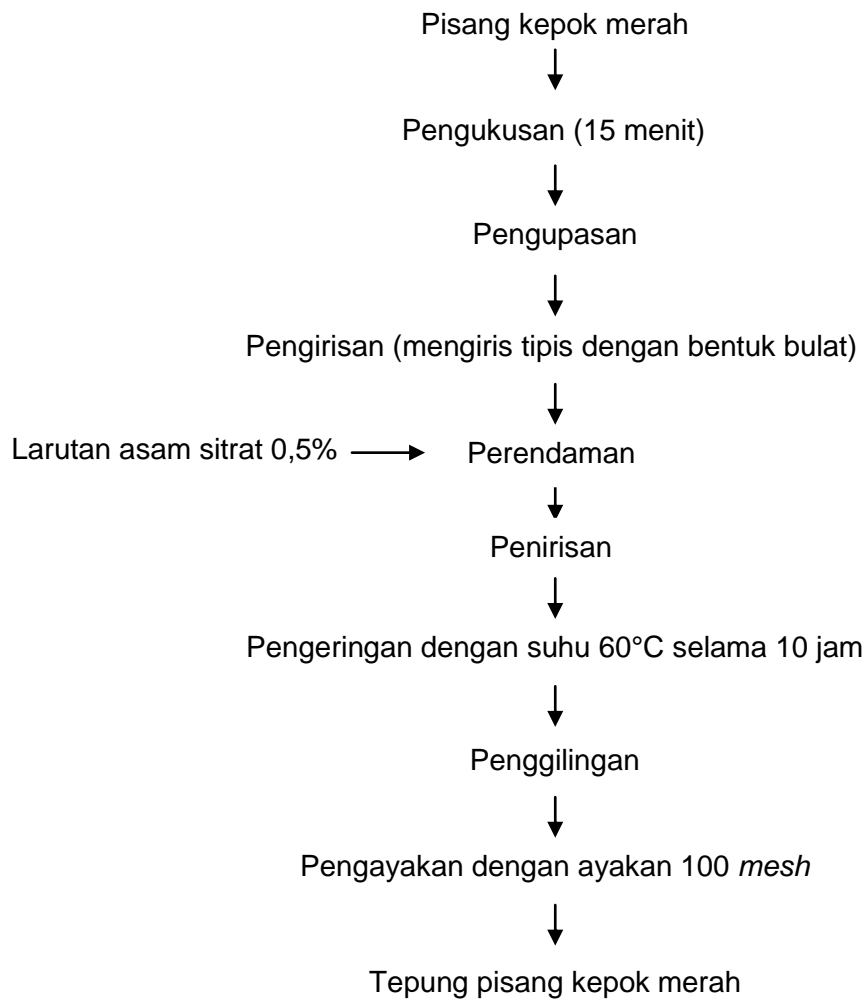 Pisang kepok merah
Pengukusan (15 menit)
Pengupasan
Pengirisan (mengiris tipis dengan bentuk bulat)
Larutan asam sitrat 0,5%
Perendaman
Penirisan
Pengeringan dengan suhu 60°C selama 10 jam
Penggilingan
Pengayakan dengan ayakan 100 mesh
Tepung pisang kepok merah